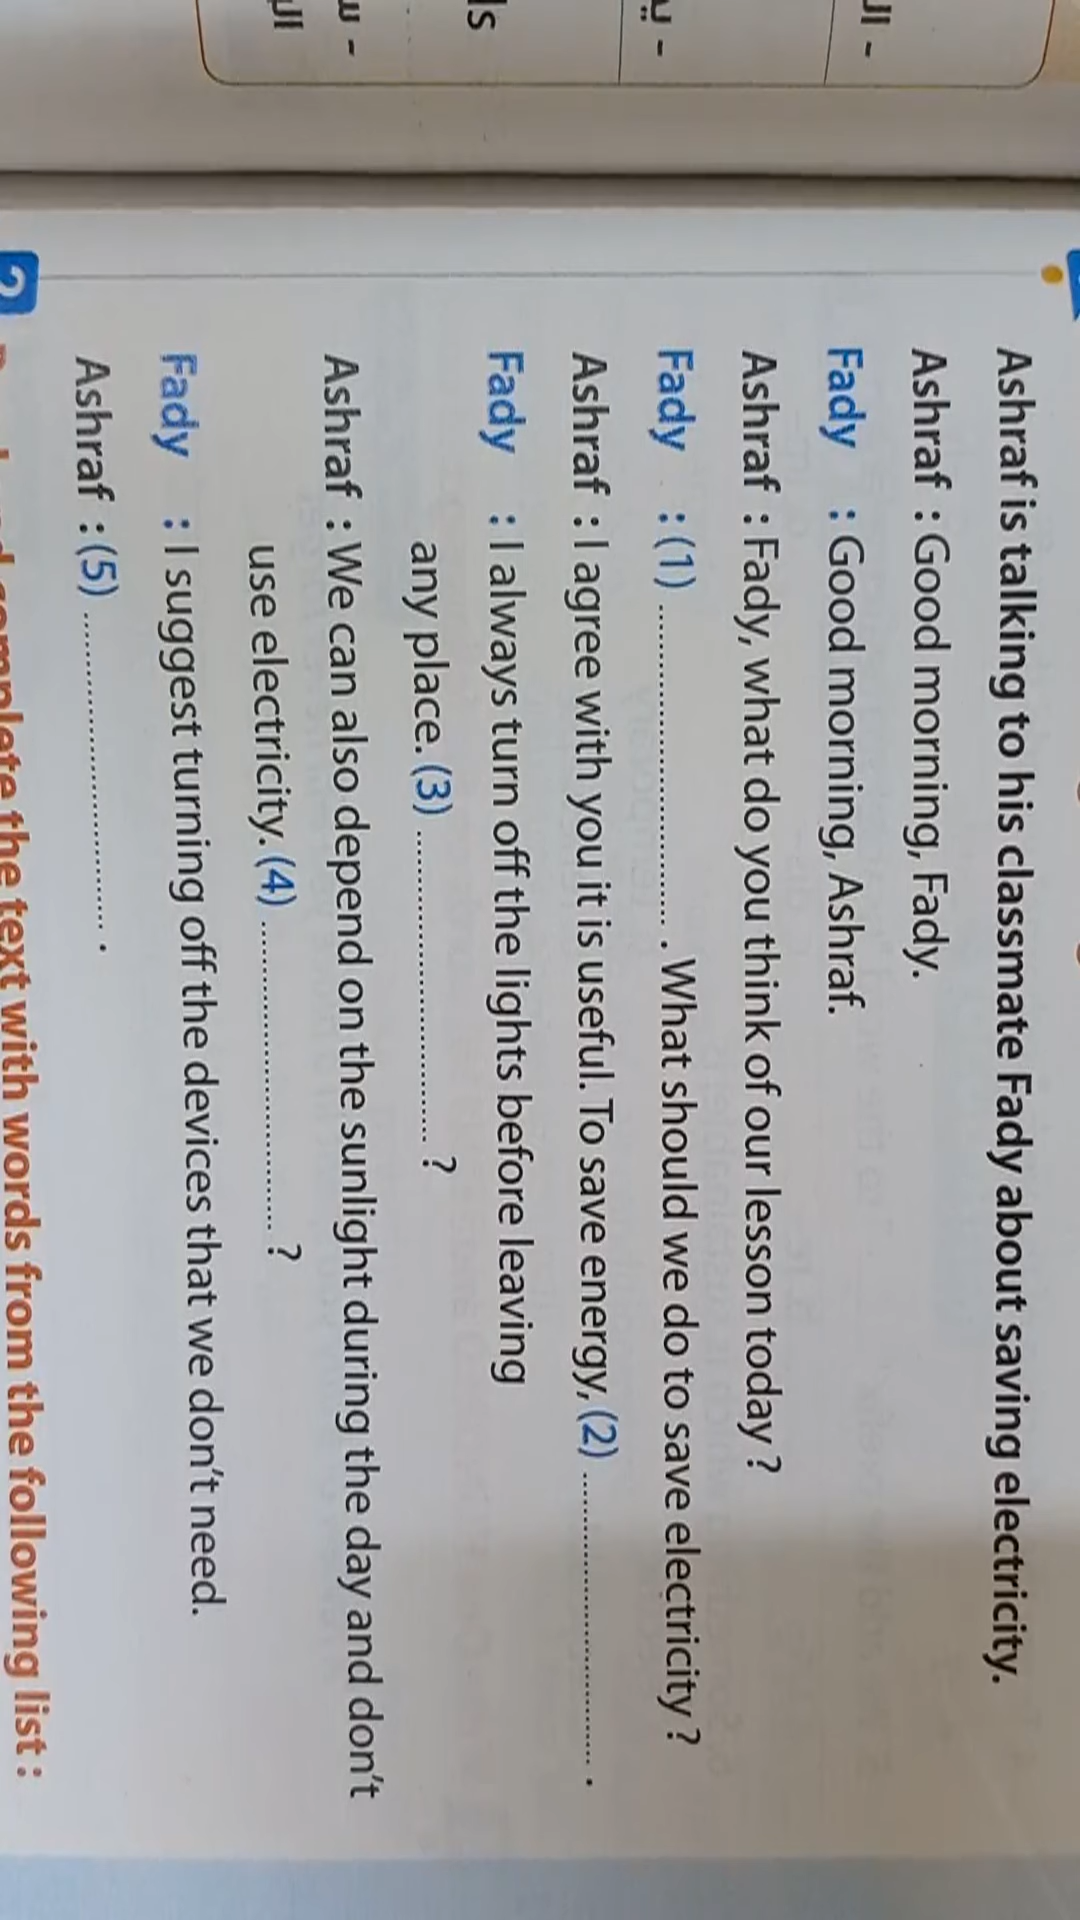 Ashraf is talking to his classmate Fady about saving electricity.
Ashraf : Good morning, Fady.
Fady : Good morning, Ashraf.
Ashraf : Fady, what do you think of our lesson today ?
Fady : (1) .............................. . What should we do to save electricity ?
Ashraf : I agree with you it is useful. To save energy, (2) .............................. .
Fady : I always turn off the lights before leaving
any place. (3) .............................. ?
Ashraf : We can also depend on the sunlight during the day and don't
use electricity. (4) .............................. ?
Fady : I suggest turning off the devices that we don't need.
Ashraf : (5) .............................. .
2
complete the text with words from the following list :